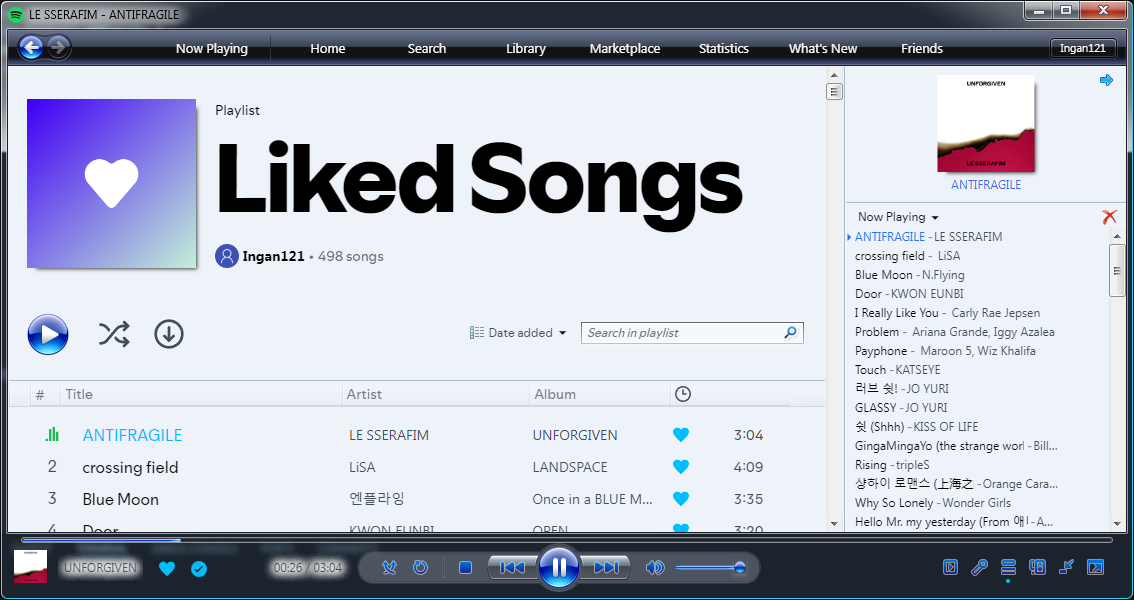 LE SSERAFIM - ANTIFRAGILE
Now Playing
Home
Search
Library
Marketplace
Statistics
What's New
Friends
Ingan121
Playlist
Liked Songs
Ingan121 • 498 songs
Date added
Search in playlist
# Title Artist Album
ANTIFRAGILE LE SSERAFIM UNFORGIVEN 3:04
2 crossing field LiSA LANDSPACE 4:09
3 Blue Moon 엔플라잉 Once in a BLUE M... 3:35
4 Door KWON EUNBI OPEN 3:20
UNFORGIVEN
LE SSERAFIM
ANTIFRAGILE
Now Playing
ANTIFRAGILE - LE SSERAFIM
crossing field - LiSA
Blue Moon - N.Flying
Door - KWON EUNBI
I Really Like You - Carly Rae Jepsen
Problem - Ariana Grande, Iggy Azalea
Payphone - Maroon 5, Wiz Khalifa
Touch - KATSEYE
러브 쉿! - JO YURI
GLASSY - JO YURI
쉿 (Shhh) - KISS OF LIFE
GingaMingaYo (the strange worl - Bill...
Rising - tripleS
샹하이 로맨스 (上海之 - Orange Cara...
Why So Lonely - Wonder Girls
Hello Mr. my yesterday (From 애! - A...
UNFORGIVEN
00:26 / 03:04